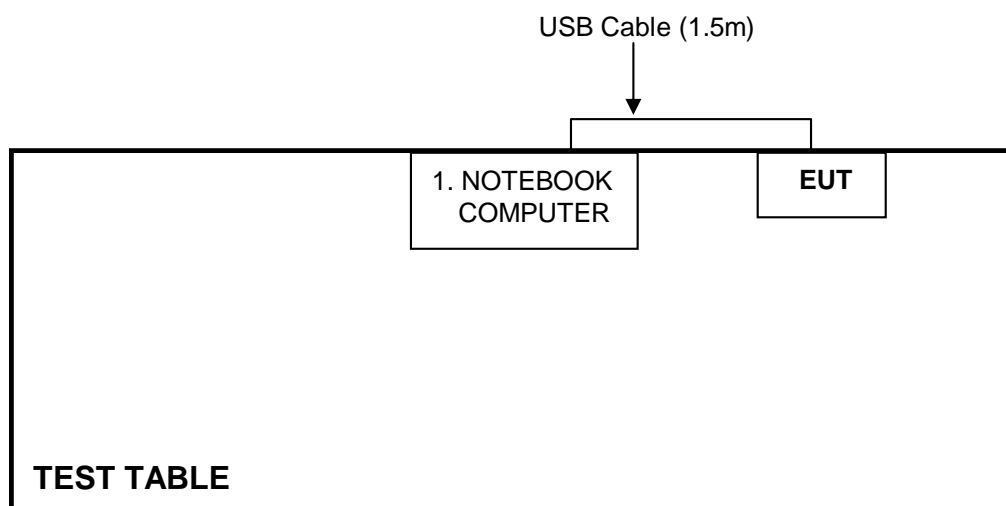 USB Cable (1.5m)
1. NOTEBOOK
COMPUTER
EUT
TEST TABLE